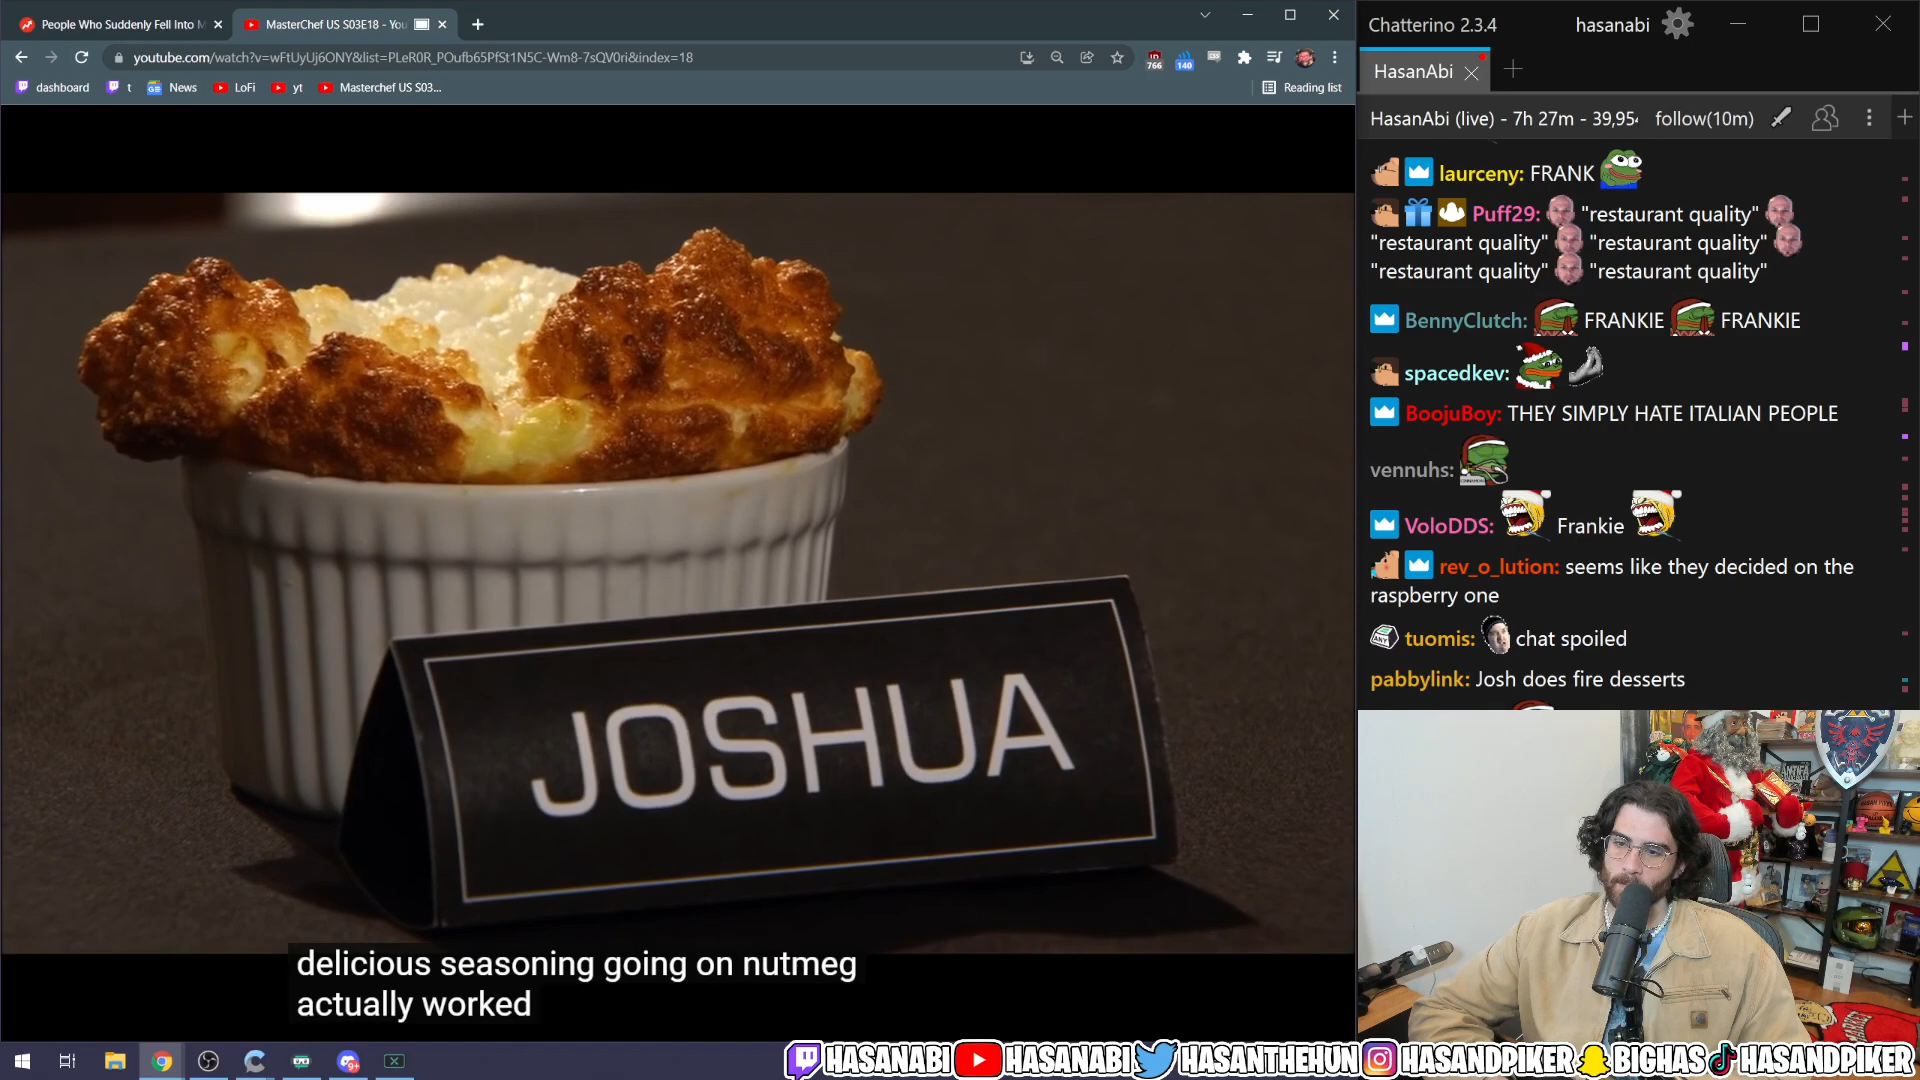 People Who Suddenly Fell Into M
MasterChef US S03E18 - You
youtube.com/watch?v=wFtUyUj6ONY&list=PLeR0R_POufb65PfSt1N5C-Wm8-7sQV0ri&index=18
766
140
dashboard
t
News
LoFi
yt
Masterchef US S03...
Reading list
JOSHUA
delicious seasoning going on nutmeg
actually worked
Chatterino 2.3.4
hasanabi
HasanAbi
HasanAbi (live) - 7h 27m - 39,954
follow(10m)
laurceny: FRANK
Puff29: "restaurant quality"
"restaurant quality" "restaurant quality"
"restaurant quality" "restaurant quality"
BennyClutch: FRANKIE FRANKIE
spacedkev:
BoojuBoy: THEY SIMPLY HATE ITALIAN PEOPLE
vennuhs:
VoloDDS: Frankie
rev_o_lution: seems like they decided on the
raspberry one
tuomis: chat spoiled
pabbylink: Josh does fire desserts
ANTIFA
HASANABI HASANABI HASANTHEHUN HASANDPIKER BIGHAS HASANDPIKER